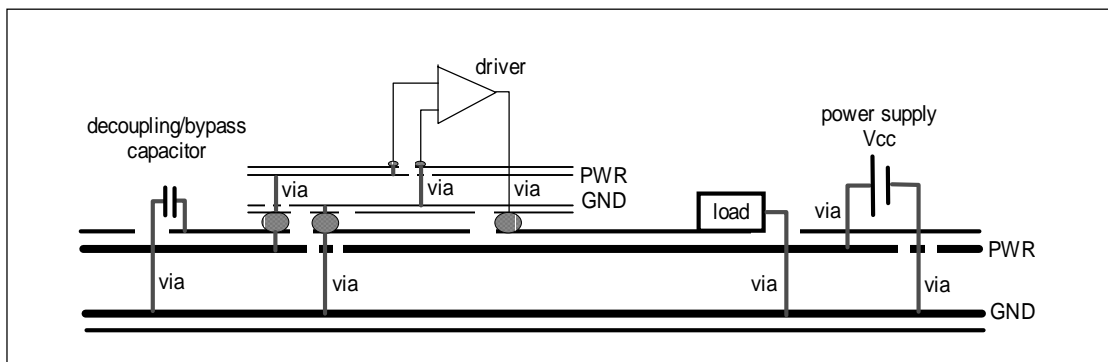 driver
decoupling/bypass
capacitor
power supply
Vcc
PWR
via
via
via
GND
load
via
PWR
via
via
via
via
GND